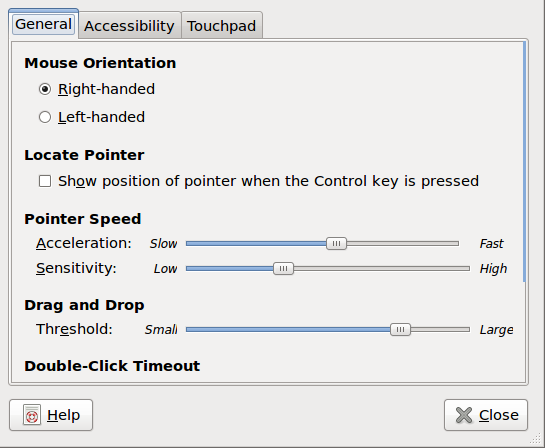 General Accessibility Touchpad
Mouse Orientation
Right-handed
Left-handed
Locate Pointer
Show position of pointer when the Control key is pressed
Pointer Speed
Acceleration: Slow Fast
Sensitivity: Low High
Drag and Drop
Threshold: Small Large
Double-Click Timeout
Help Close